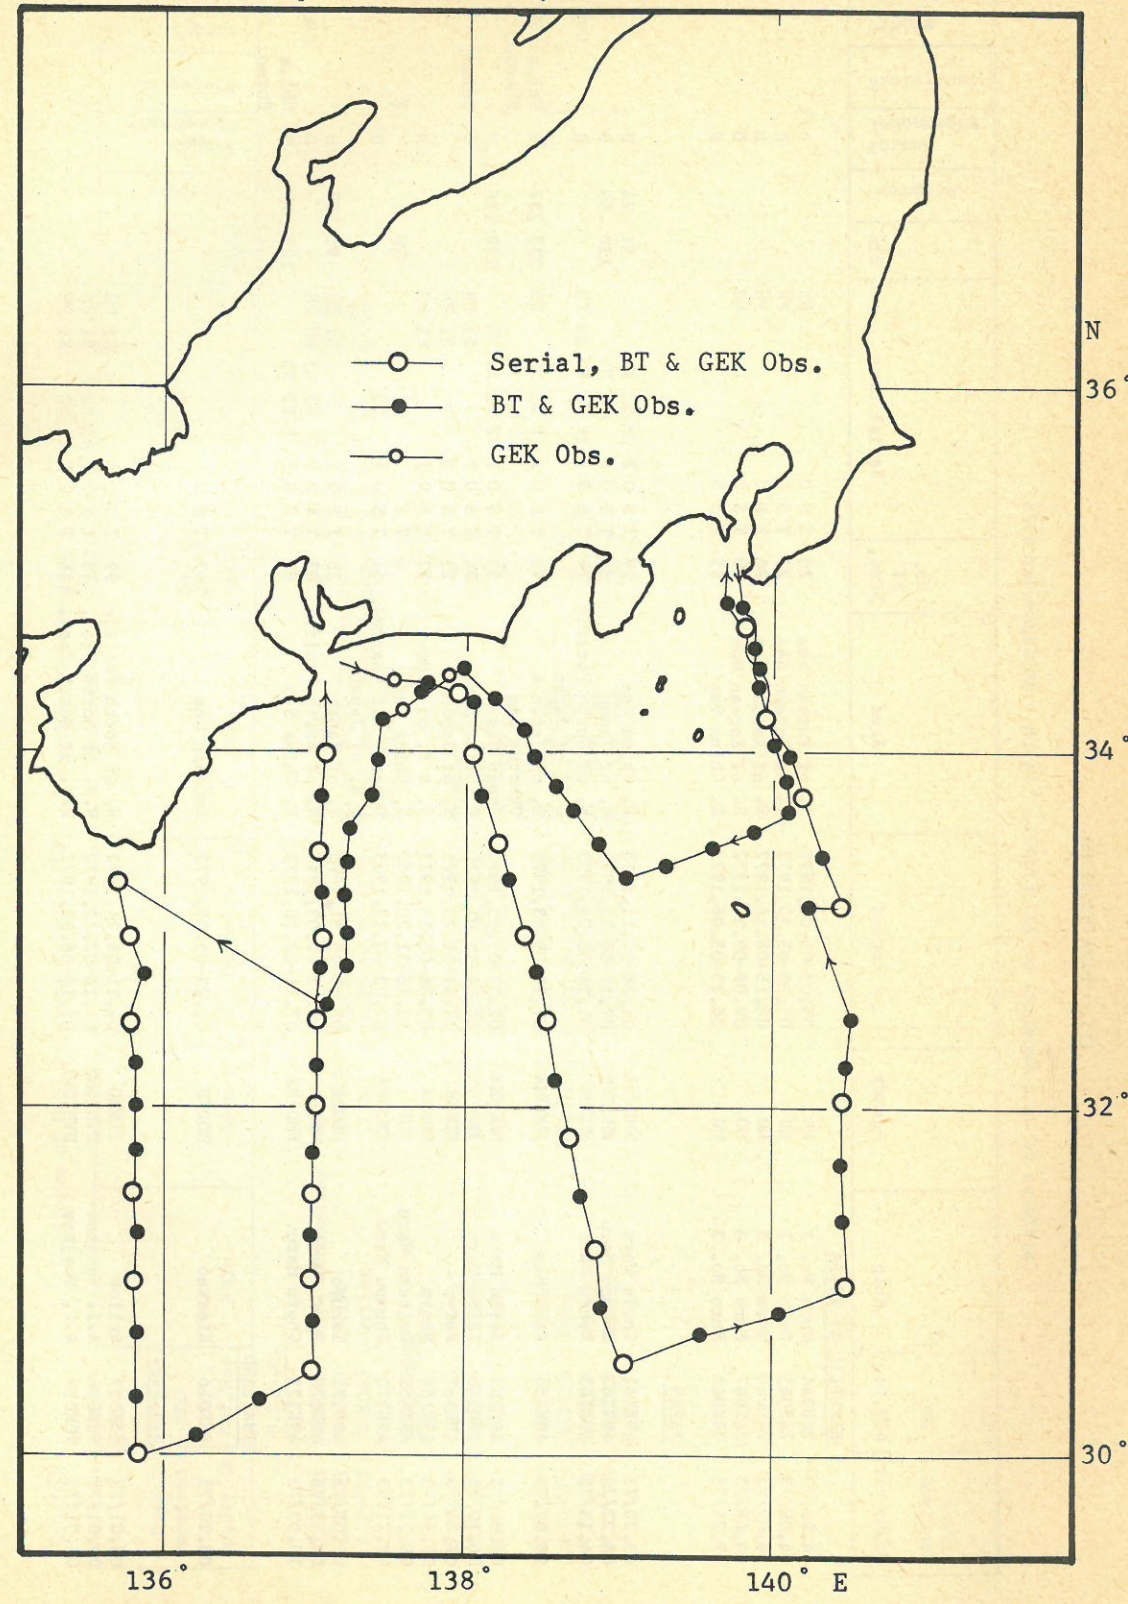 N
Serial, BT & GEK Obs.
36°
BT & GEK Obs.
GEK Obs.
34°
32°
30°
136° 138° 140° E